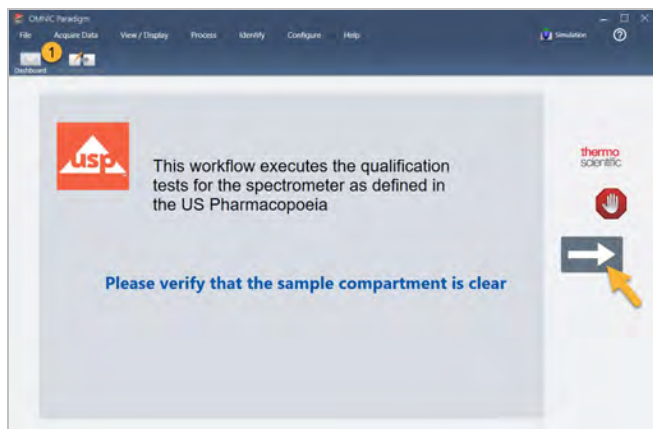 OMNIC Paradigm
File Acquire Data View / Display Process Identify Configure Help Simulation
1
Dashboard
usp
This workflow executes the qualification
tests for the spectrometer as defined in
the US Pharmacopoeia
Please verify that the sample compartment is clear
thermo
scientific